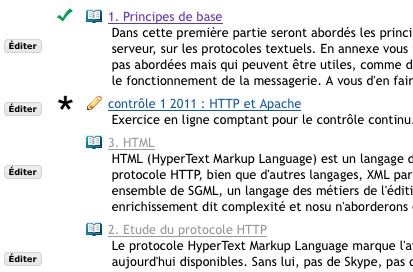 1. Principes de base
Dans cette première partie seront abordés les princi
Éditer
serveur, sur les protocoles textuels. En annexe vous
pas abordées mais qui peuvent être utiles, comme d
le fonctionnement de la messagerie. A vous d'en fair
Éditer
* contrôle 1 2011 : HTTP et Apache
Exercice en ligne comptant pour le contrôle continu.
3. HTML
HTML (HyperText Markup Language) est un langage d
Éditer
protocole HTTP, bien que d'autres langages, XML par
ensemble de SGML, un langage des métiers de l'éditi
enrichissement dit complexité et nosu n'aborderons
2. Etude du protocole HTTP
Le protocole HyperText Markup Language marque l'av
Éditer
aujourd'hui disponibles. Sans lui, pas de Skype, pas